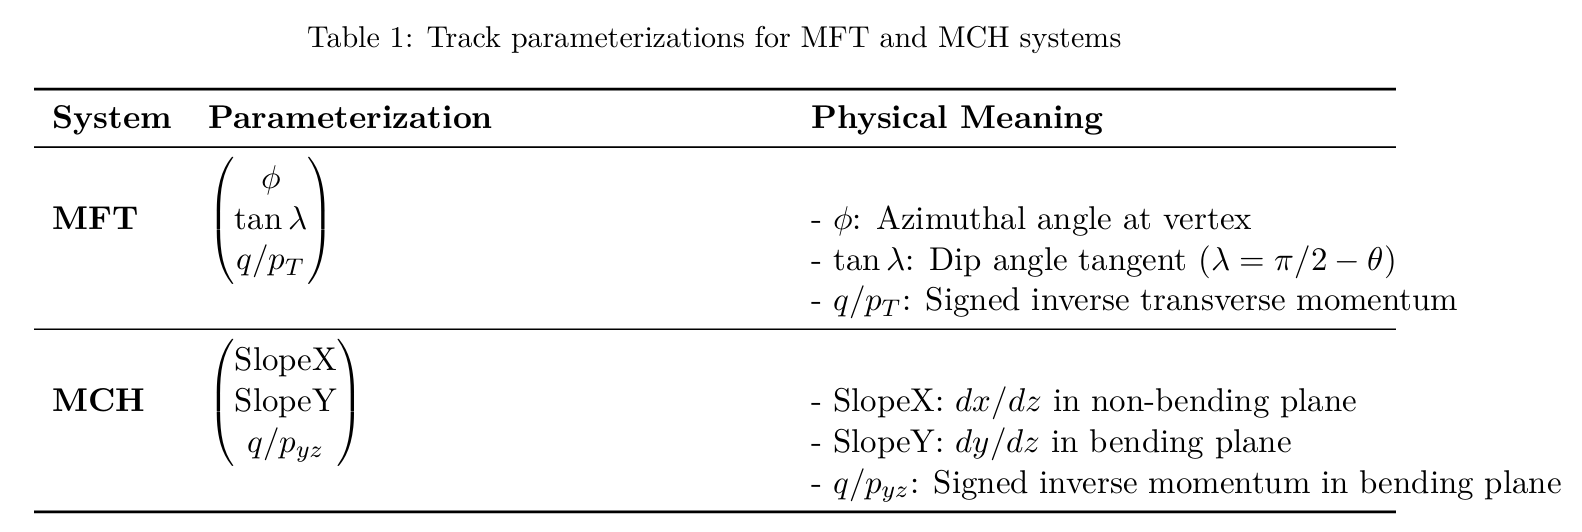 Table 1: Track parameterizations for MFT and MCH systems
System Parameterization Physical Meaning
ϕ
MFT tan λ - ϕ: Azimuthal angle at vertex
q/p_T - tan λ: Dip angle tangent (λ = π/2 − θ)
- q/p_T: Signed inverse transverse momentum
SlopeX
MCH SlopeY - SlopeX: dx/dz in non-bending plane
q/p_yz - SlopeY: dy/dz in bending plane
- q/p_yz: Signed inverse momentum in bending plane